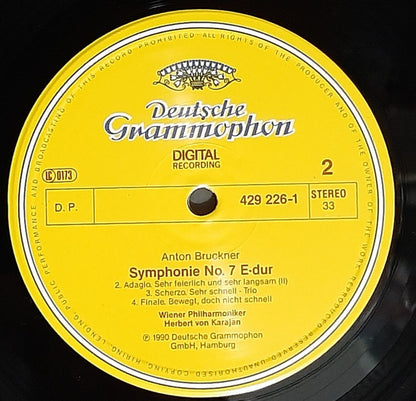 ALL RIGHTS OF THE PRODUCER AND OF THE OWNER OF THE WORK REPRODUCED RESERVED. UNAUTHORISED COPYING, HIRING, LENDING, PUBLIC PERFORMANCE AND BROADCASTING OF THIS RECORD PROHIBITED.
Deutsche
Grammophon
DIGITAL
RECORDING
2
LC 0173
D. P.
429 226-1
STEREO
33
Anton Bruckner
Symphonie No. 7 E-dur
2. Adagio. Sehr feierlich und sehr langsam (II)
3. Scherzo. Sehr schnell - Trio
4. Finale. Bewegt, doch nicht schnell
Wiener Philharmoniker
Herbert von Karajan
℗ 1990 Deutsche Grammophon
GmbH, Hamburg